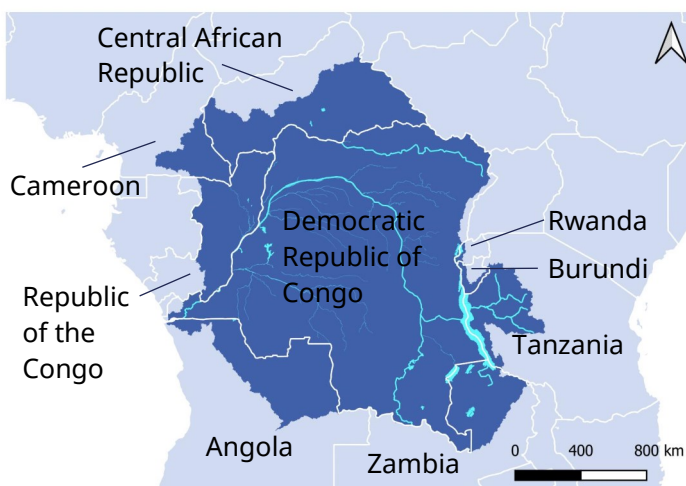 Central African
Republic
Cameroon
Democratic
Republic of
Congo
Rwanda
Burundi
Republic
of the
Congo
Tanzania
Angola
Zambia
0 400 800 km